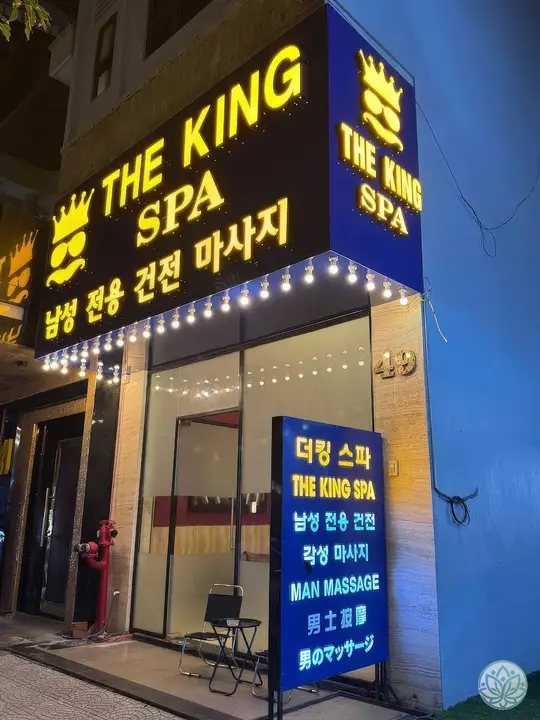 THE KING
SPA
남성 전용 건전 마사지
THE KING
SPA
49
더킹 스파
THE KING SPA
남성 전용 건전
각성 마사지
MAN MASSAGE
男士按摩
男のマッサージ